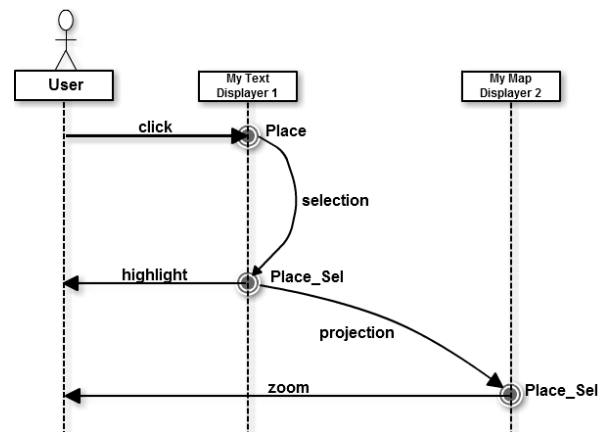 User
My Text
Displayer 1
My Map
Displayer 2
click
Place
selection
highlight
Place_Sel
projection
zoom
Place_Sel